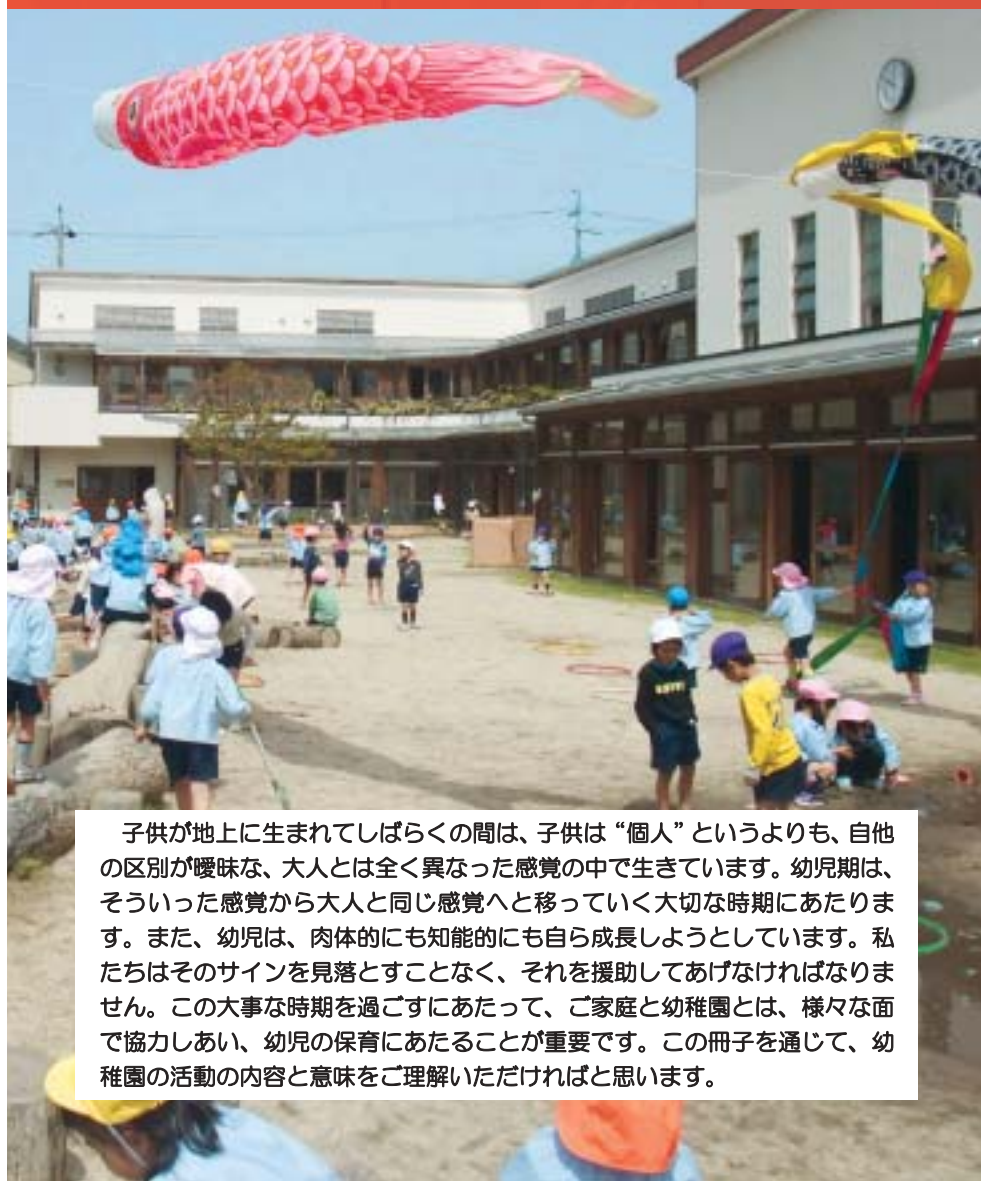 子供が地上に生まれてしばらくの間は、子供は“個人”というよりも、自他
の区別が曖昧な、大人とは全く異なった感覚の中で生きています。幼児期は、
そういった感覚から大人と同じ感覚へと移っていく大切な時期にあたりま
す。また、幼児は、肉体的にも知能的にも自ら成長しようとしています。私
たちはそのサインを見落とすことなく、それを援助してあげなければなりま
せん。この大事な時期を過ごすにあたって、ご家庭と幼稚園とは、様々な面
で協力しあい、幼児の保育にあたることが重要です。この冊子を通じて、幼
稚園の活動の内容と意味をご理解いただければと思います。